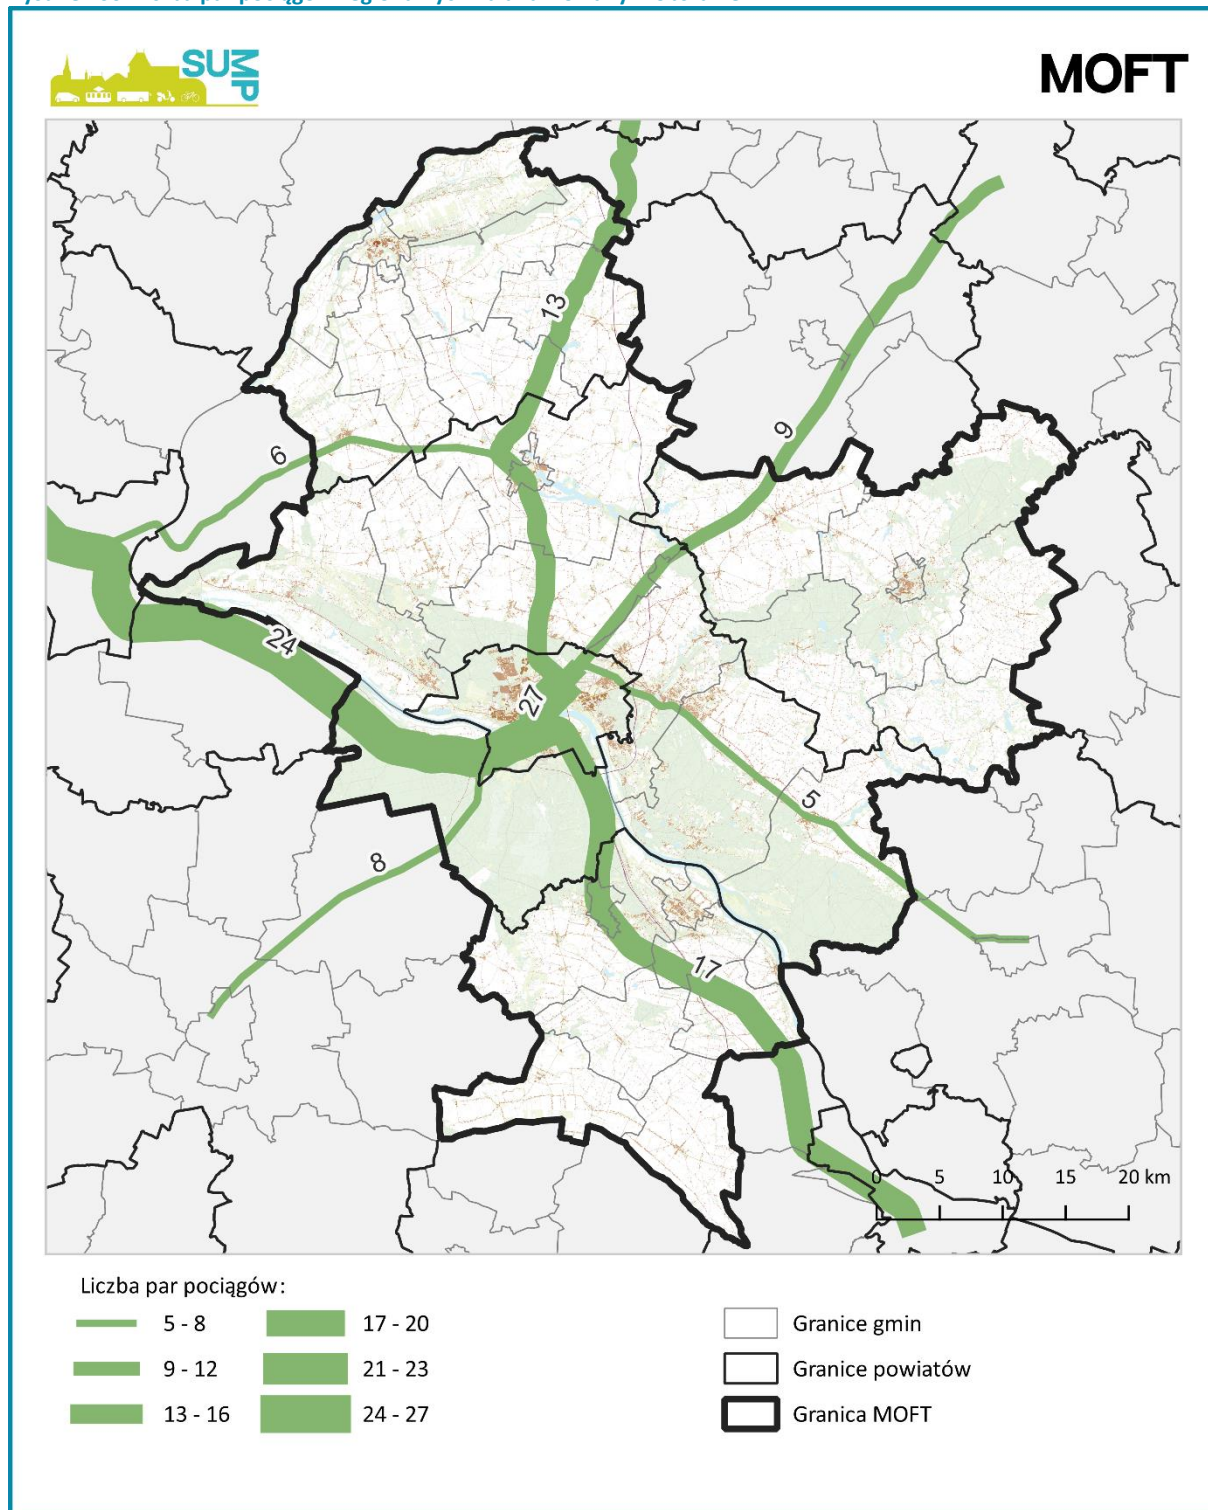 SUMP
MOFT
13
9
6
24
27
5
8
17
0 5 10 15 20 km
Liczba par pociągów:
5 - 8
17 - 20
Granice gmin
9 - 12
21 - 23
Granice powiatów
13 - 16
24 - 27
Granica MOFT